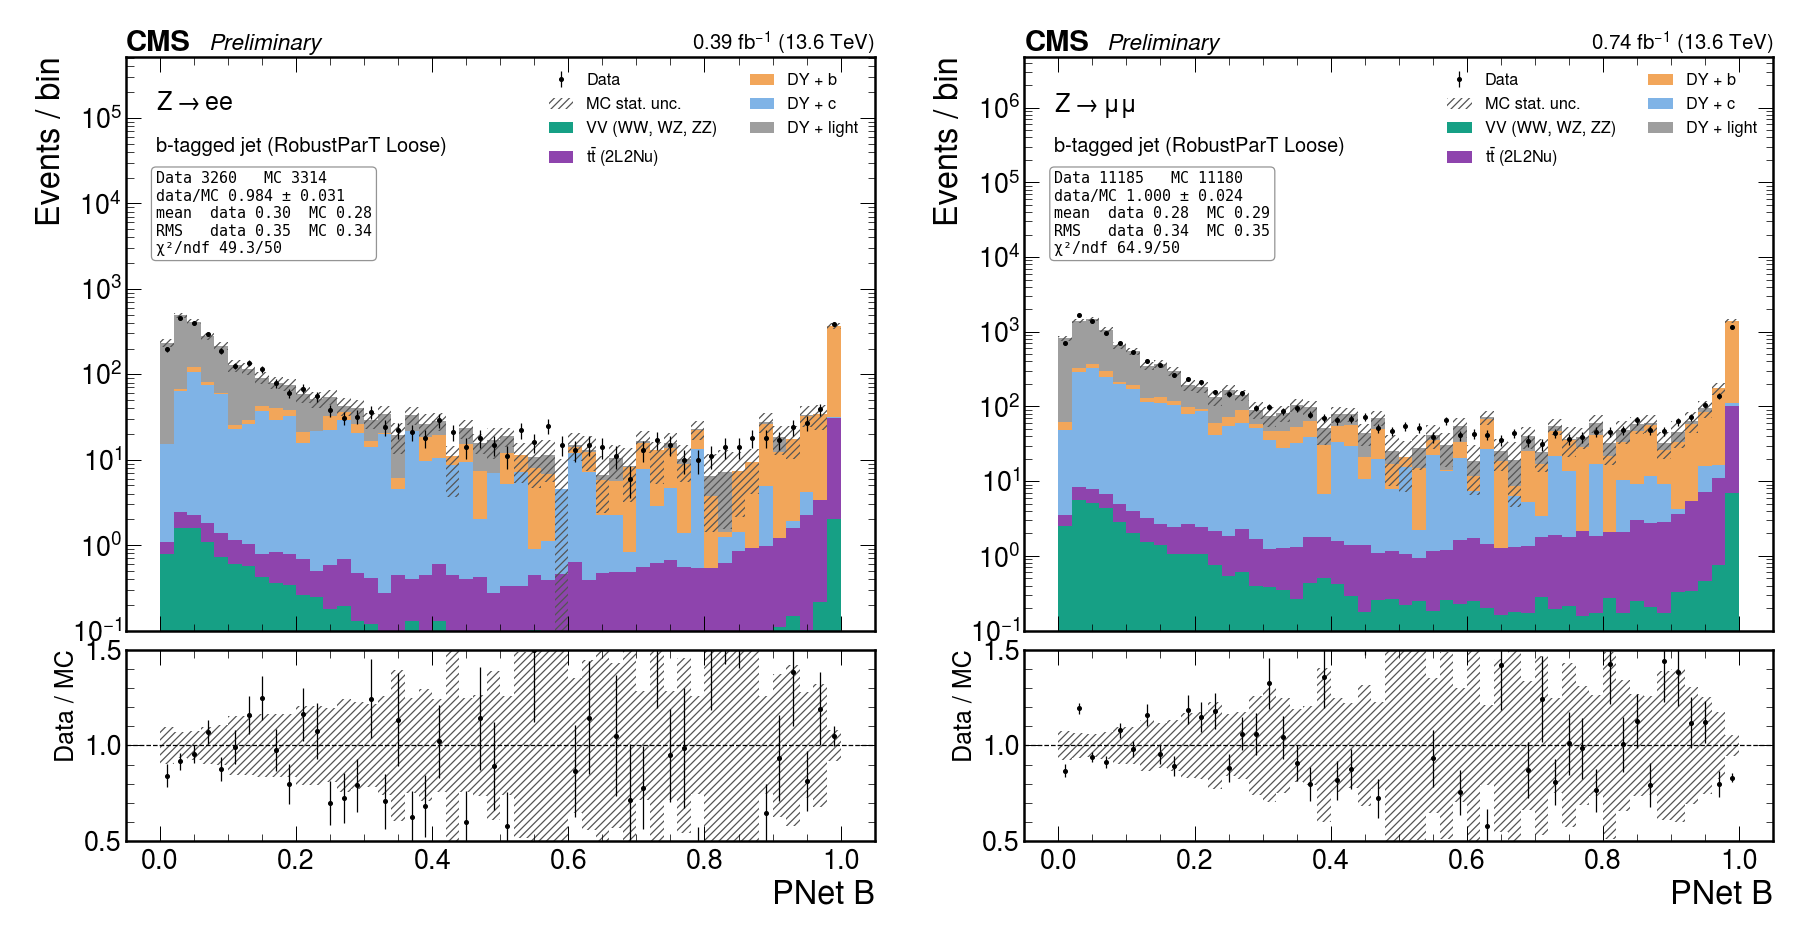 CMS Preliminary 0.39 fb⁻¹ (13.6 TeV)
Events / bin
Z → ee
b-tagged jet (RobustParT Loose)
Data 3260   MC 3314
data/MC 0.984 ± 0.031
mean  data 0.30  MC 0.28
RMS   data 0.35  MC 0.34
χ²/ndf 49.3/50
Data
MC stat. unc.
VV (WW, WZ, ZZ)
tt̄ (2L2Nu)
DY + b
DY + c
DY + light
10⁵
10⁴
10³
10²
10¹
10⁰
10⁻¹
Data / MC
1.5
1.0
0.5
0.0 0.2 0.4 0.6 0.8 1.0
PNet B
CMS Preliminary 0.74 fb⁻¹ (13.6 TeV)
Events / bin
Z → μμ
b-tagged jet (RobustParT Loose)
Data 11185   MC 11180
data/MC 1.000 ± 0.024
mean  data 0.28  MC 0.29
RMS   data 0.34  MC 0.35
χ²/ndf 64.9/50
Data
MC stat. unc.
VV (WW, WZ, ZZ)
tt̄ (2L2Nu)
DY + b
DY + c
DY + light
10⁶
10⁵
10⁴
10³
10²
10¹
10⁰
10⁻¹
Data / MC
1.5
1.0
0.5
0.0 0.2 0.4 0.6 0.8 1.0
PNet B